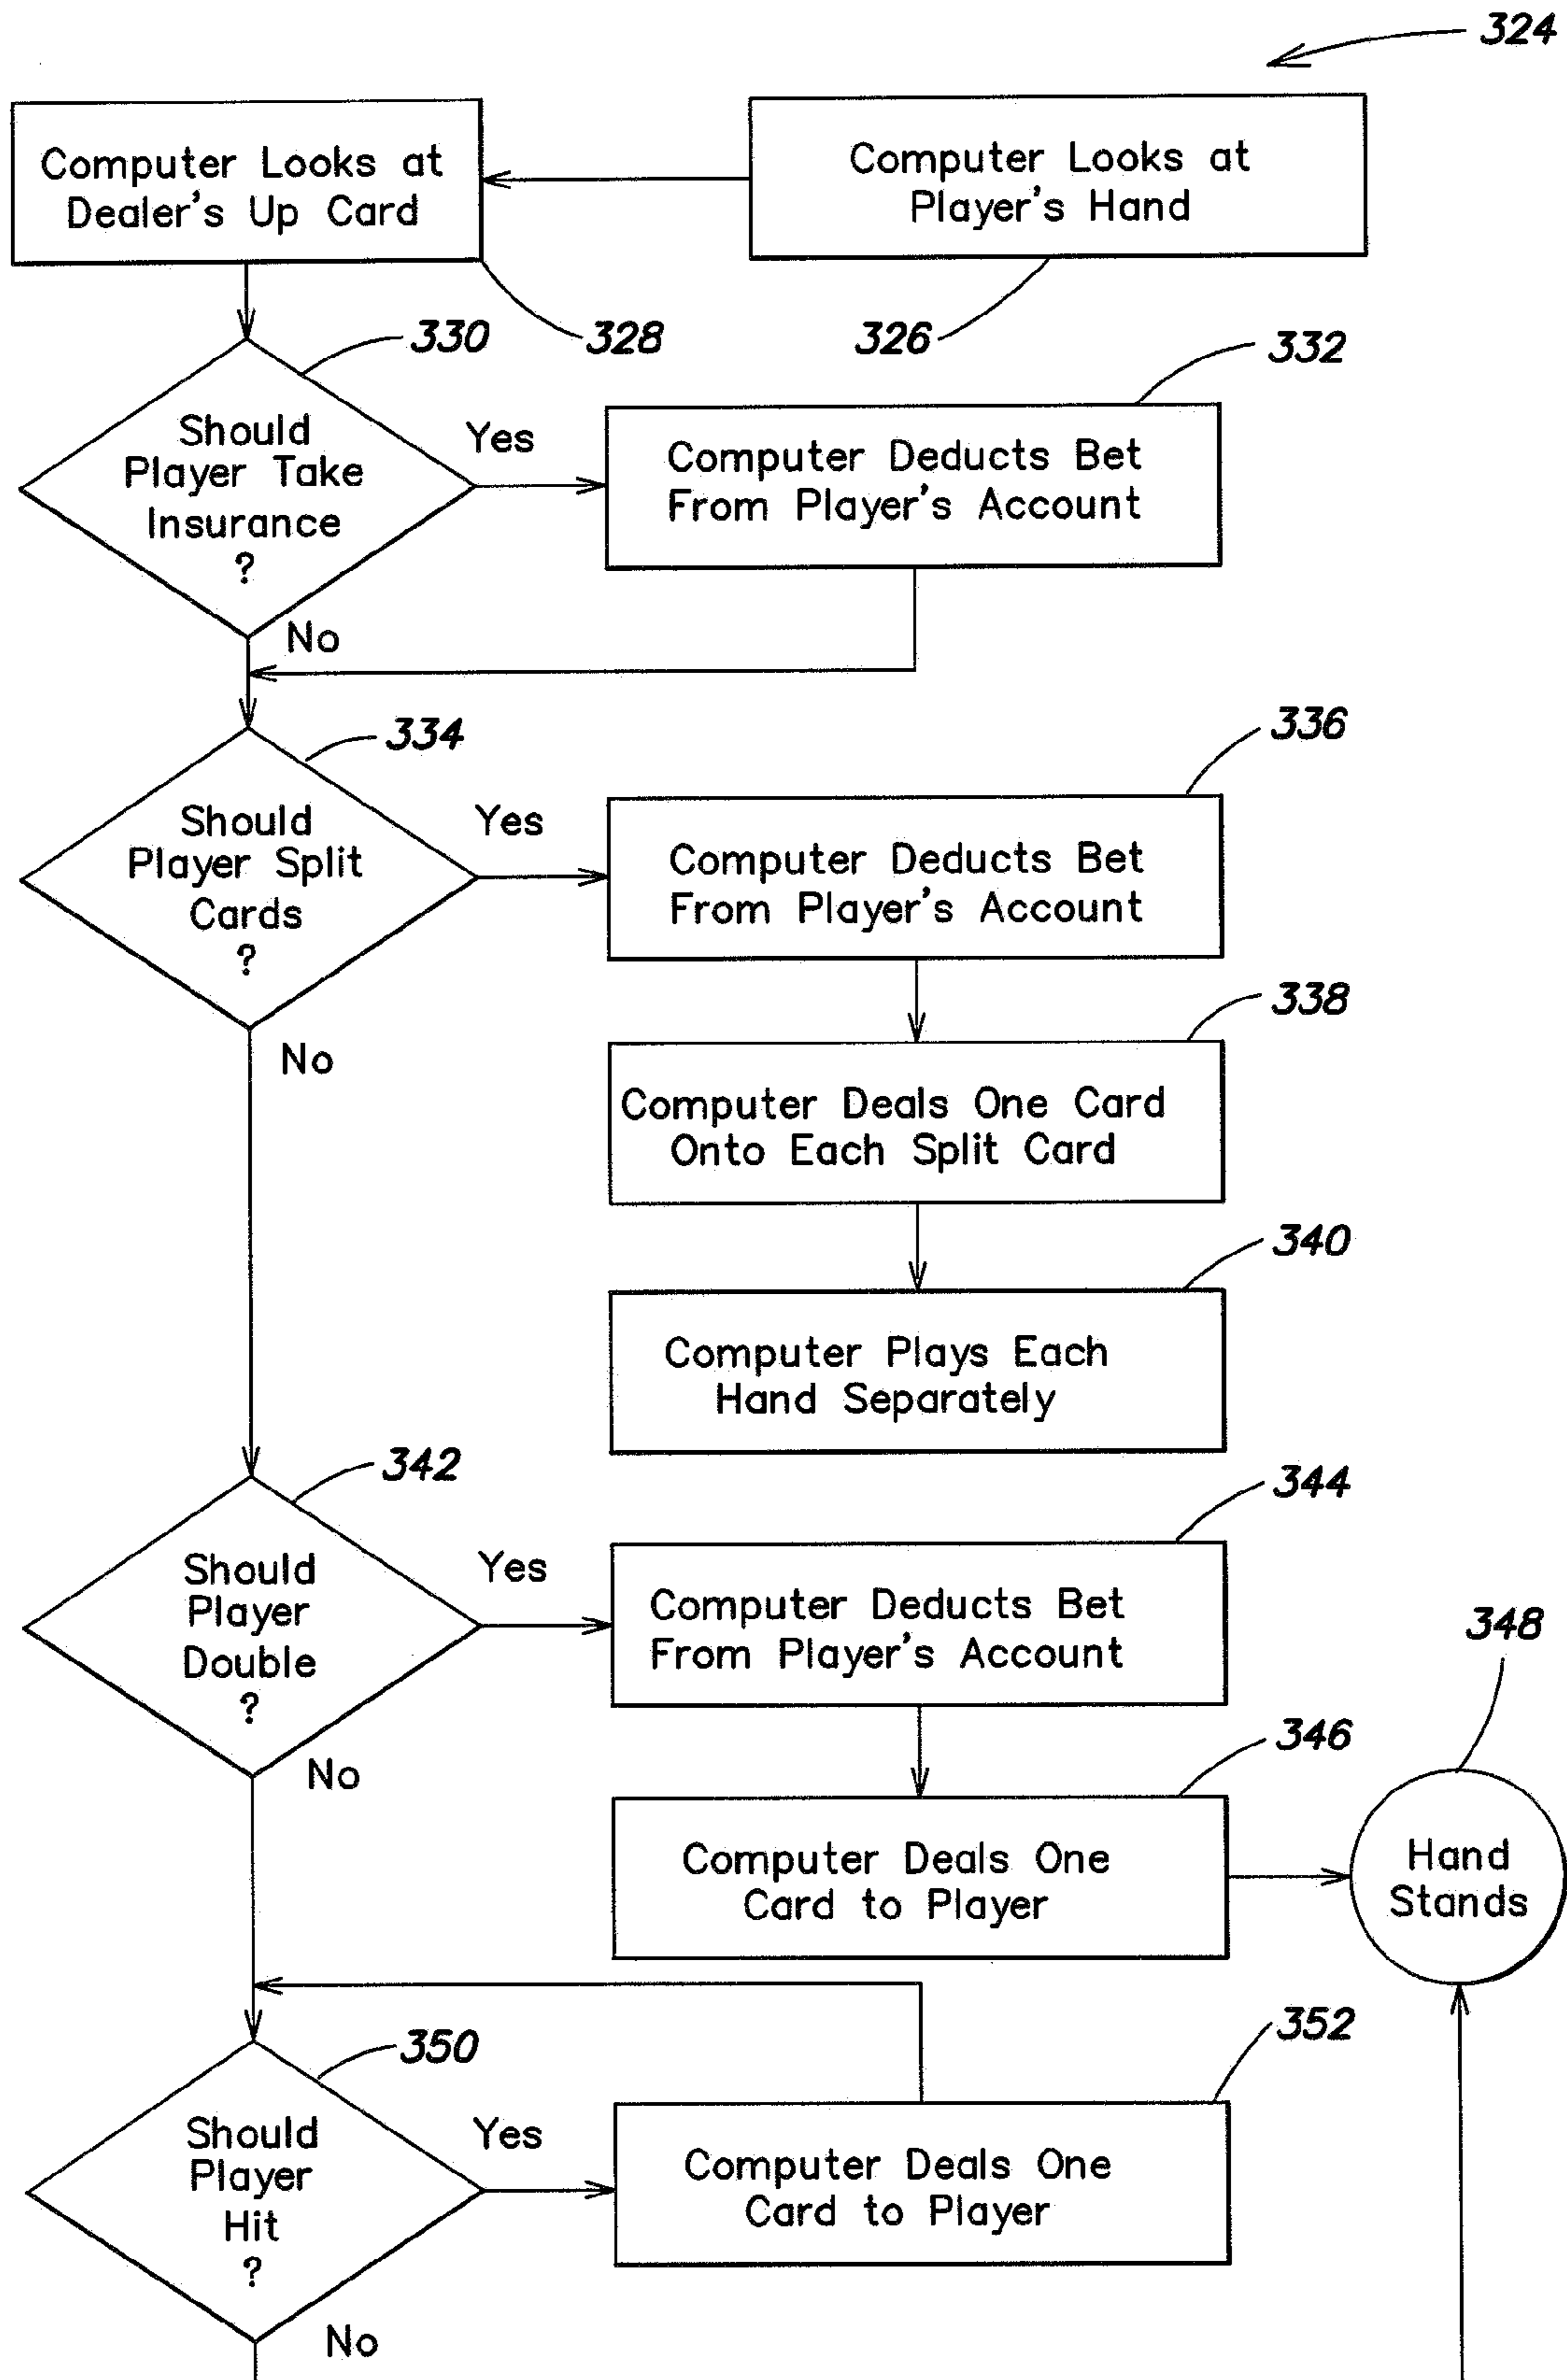 324
Computer Looks at
Dealer's Up Card
Computer Looks at
Player's Hand
330
328
326
332
Should
Player Take
Insurance
?
Yes
Computer Deducts Bet
From Player's Account
No
334
336
Should
Player Split
Cards
?
Yes
Computer Deducts Bet
From Player's Account
338
No
Computer Deals One Card
Onto Each Split Card
340
Computer Plays Each
Hand Separately
342
344
Should
Player
Double
?
Yes
Computer Deducts Bet
From Player's Account
348
346
No
Computer Deals One
Card to Player
Hand
Stands
350
352
Should
Player
Hit
?
Yes
Computer Deals One
Card to Player
No